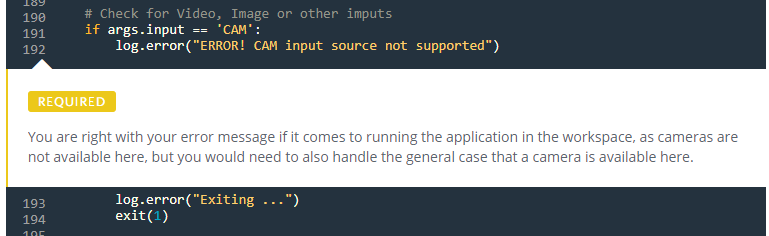 189
190 # Check for Video, Image or other imputs
191 if args.input == 'CAM':
192 log.error("ERROR! CAM input source not supported")
REQUIRED
You are right with your error message if it comes to running the application in the workspace, as cameras are
not available here, but you would need to also handle the general case that a camera is available here.
193 log.error("Exiting ...")
194 exit(1)
195